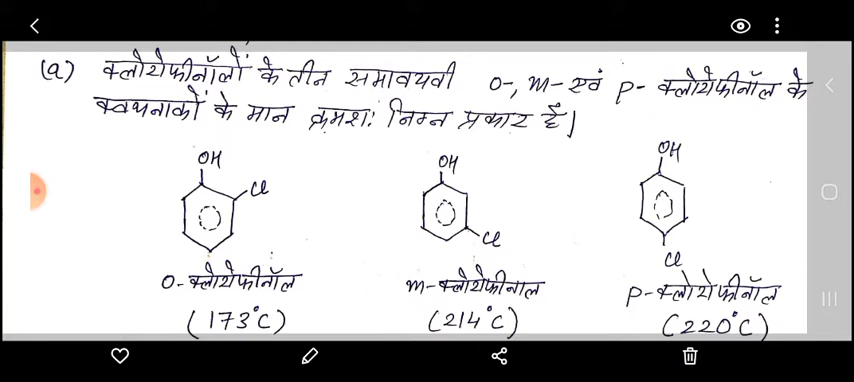 (a) क्लोरोफीनॉलों के तीन समावयवी o-, m- एवं p- क्लोरोफीनॉल के
क्वथनाकों के मान क्रमशः निम्न प्रकार हैं।
OH
Cl
OH
Cl
OH
Cl
o-क्लोरोफीनॉल
m-क्लोरोफीनाल
p-क्लोरोफीनॉल
(173°C)
(214°C)
(220°C)